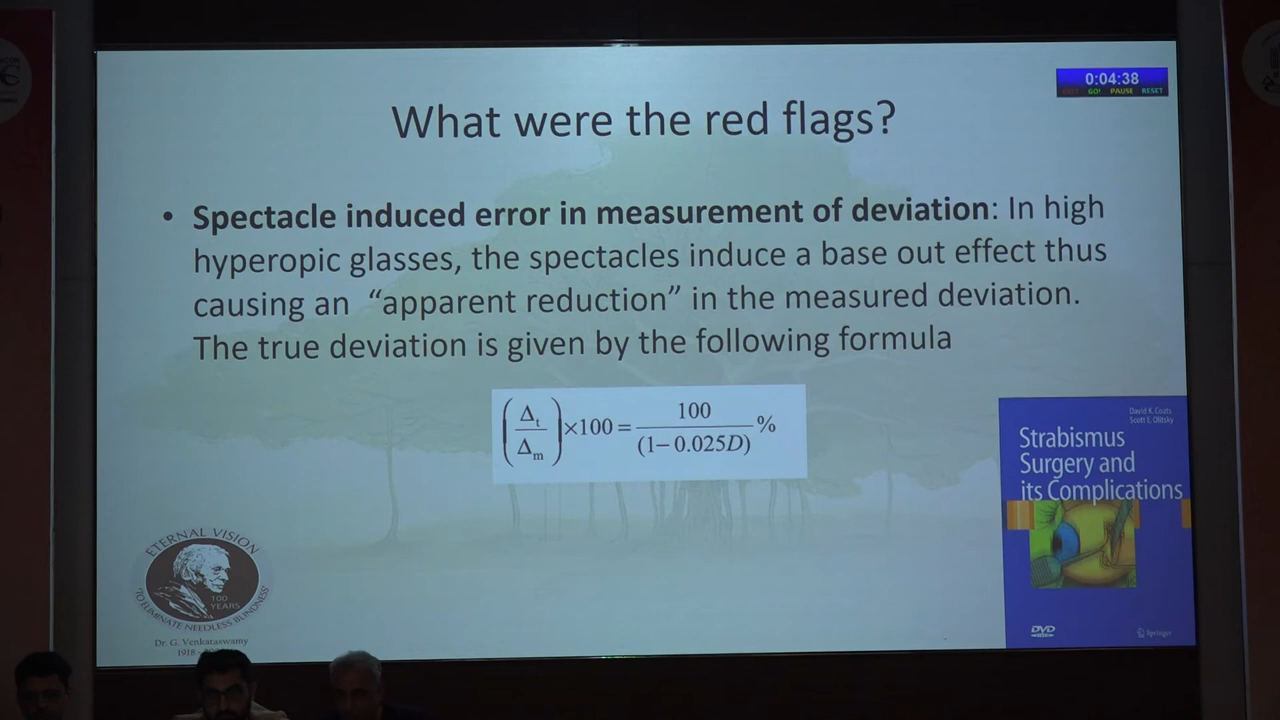 0:04:38
EXIT GO! PAUSE RESET
What were the red flags?
• Spectacle induced error in measurement of deviation: In high
hyperopic glasses, the spectacles induce a base out effect thus
causing an “apparent reduction” in the measured deviation.
The true deviation is given by the following formula
(Δt/Δm)×100 = 100/(1–0.025D) %
David K. Coats
Scott E. Olitsky
Strabismus
Surgery and
its Complications
DVD
Springer
ETERNAL VISION
100
YEARS
"TO ELIMINATE NEEDLESS BLINDNESS"
Dr. G. Venkataswamy
1918 -